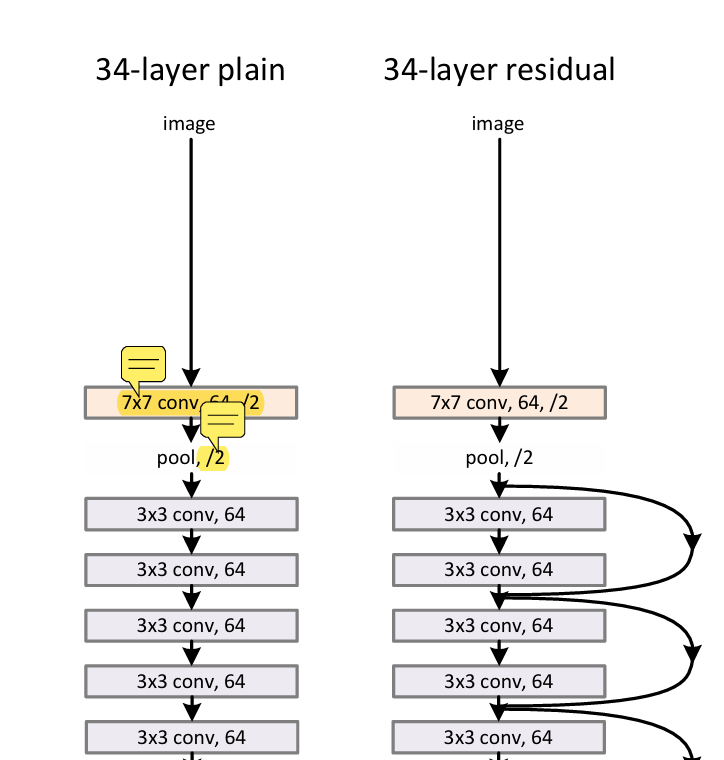 34-layer plain
34-layer residual
image
image
7x7 conv, 64, /2
7x7 conv, 64, /2
pool, /2
pool, /2
3x3 conv, 64
3x3 conv, 64
3x3 conv, 64
3x3 conv, 64
3x3 conv, 64
3x3 conv, 64
3x3 conv, 64
3x3 conv, 64
3x3 conv, 64
3x3 conv, 64